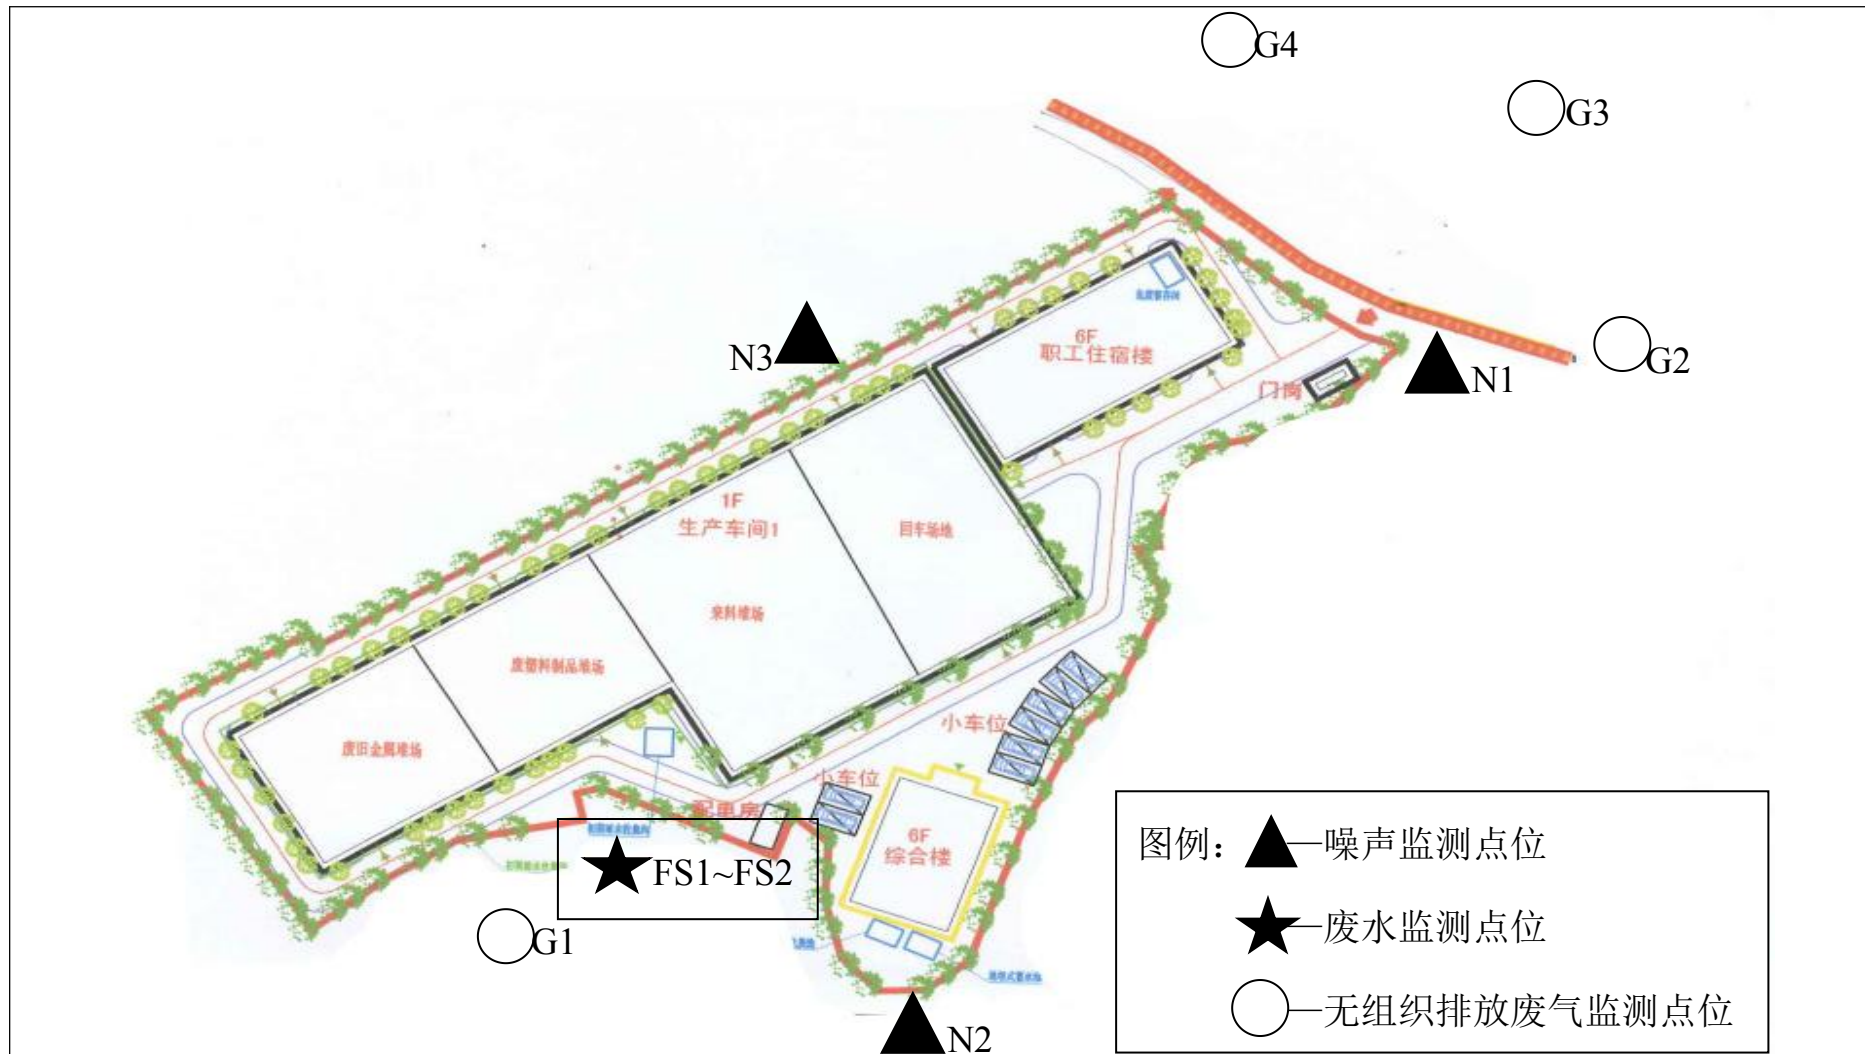 G4
G3
G2
N1
N3
6F
职工住宿楼
门岗
1F
生产车间1
回车场地
来料堆场
废塑料制品堆场
废旧金属堆场
小车位
小车位
配电房
6F
综合楼
FS1~FS2
G1
N2
图例：
—噪声监测点位
—废水监测点位
—无组织排放废气监测点位